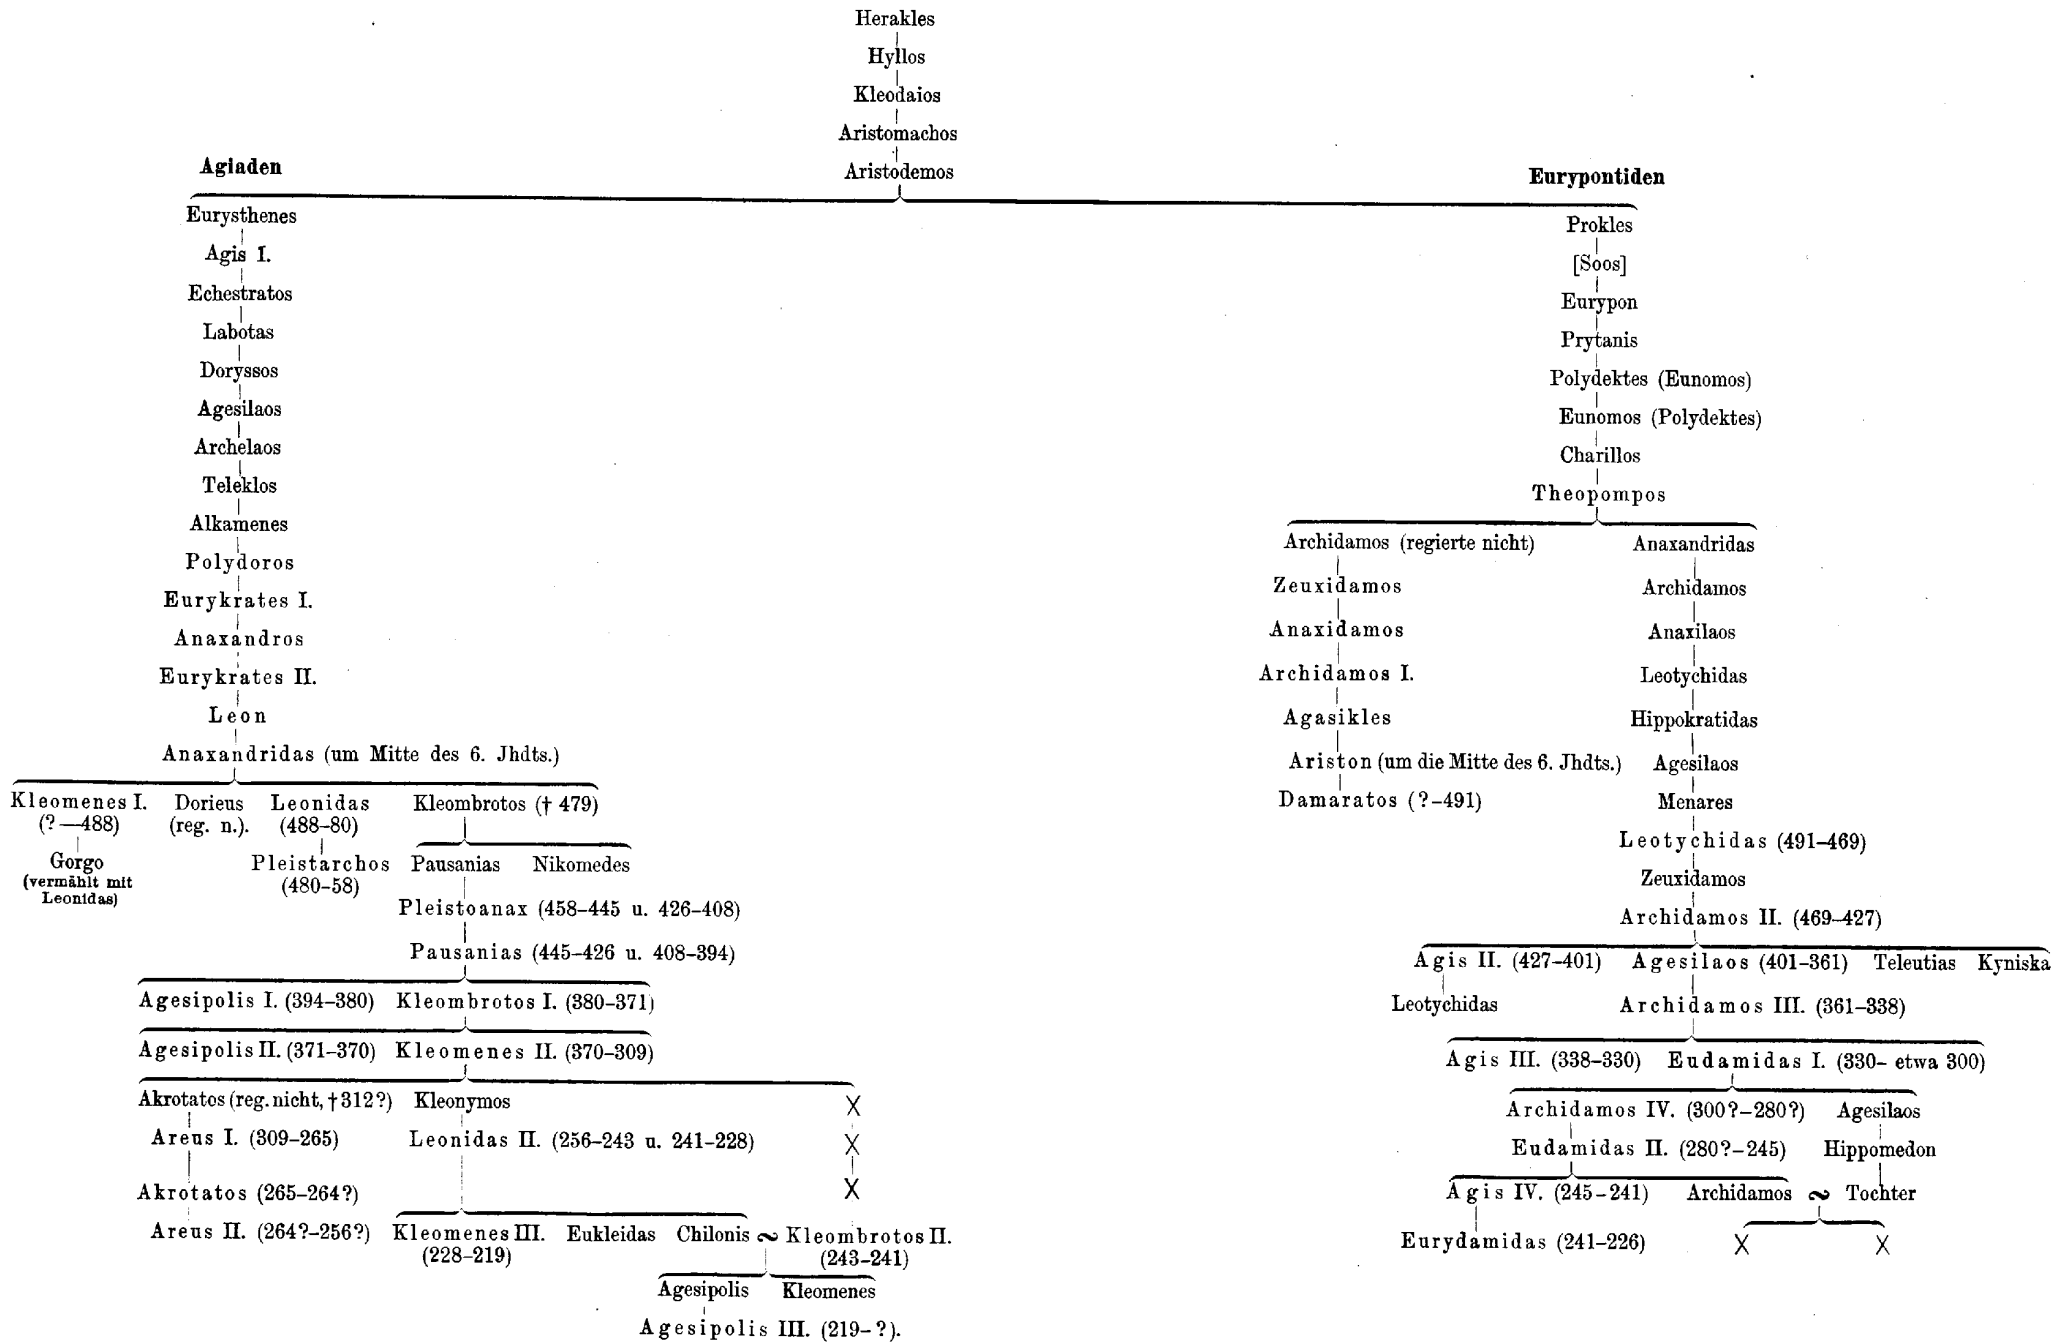 Herakles
Hyllos
Kleodaios
Aristomachos
Aristodemos
Agiaden
Eurysthenes
Agis I.
Echestratos
Labotas
Doryssos
Agesilaos
Archelaos
Teleklos
Alkamenes
Polydoros
Eurykrates I.
Anaxandros
Eurykrates II.
Leon
Anaxandridas (um Mitte des 6. Jhdts.)
Kleomenes I. Dorieus Leonidas Kleombrotos († 479)
(?—488) (reg. n.). (488–80)
Gorgo Pleistarchos Pausanias Nikomedes
(vermählt mit (480–58)
Leonidas)
Pleistoanax (458–445 u. 426–408)
Pausanias (445–426 u. 408–394)
Agesipolis I. (394–380) Kleombrotos I. (380–371)
Agesipolis II. (371–370) Kleomenes II. (370–309)
Akrotatos (reg. nicht, † 312?) Kleonymos X
Areus I. (309–265) Leonidas II. (256–243 u. 241–228) X
Akrotatos (265–264?) X
Areus II. (264?–256?) Kleomenes III. Eukleidas Chilonis ∾ Kleombrotos II.
(228–219) (243–241)
Agesipolis Kleomenes
Agesipolis III. (219–?).
Eurypontiden
Prokles
[Soos]
Eurypon
Prytanis
Polydektes (Eunomos)
Eunomos (Polydektes)
Charillos
Theopompos
Archidamos (regierte nicht) Anaxandridas
Zeuxidamos Archidamos
Anaxidamos Anaxilaos
Archidamos I. Leotychidas
Agasikles Hippokratidas
Ariston (um die Mitte des 6. Jhdts.) Agesilaos
Damaratos (?–491) Menares
Leotychidas (491–469)
Zeuxidamos
Archidamos II. (469–427)
Agis II. (427–401) Agesilaos (401–361) Teleutias Kyniska
Leotychidas Archidamos III. (361–338)
Agis III. (338–330) Eudamidas I. (330– etwa 300)
Archidamos IV. (300?–280?) Agesilaos
Eudamidas II. (280?–245) Hippomedon
Agis IV. (245–241) Archidamos ∾ Tochter
Eurydamidas (241–226) X X